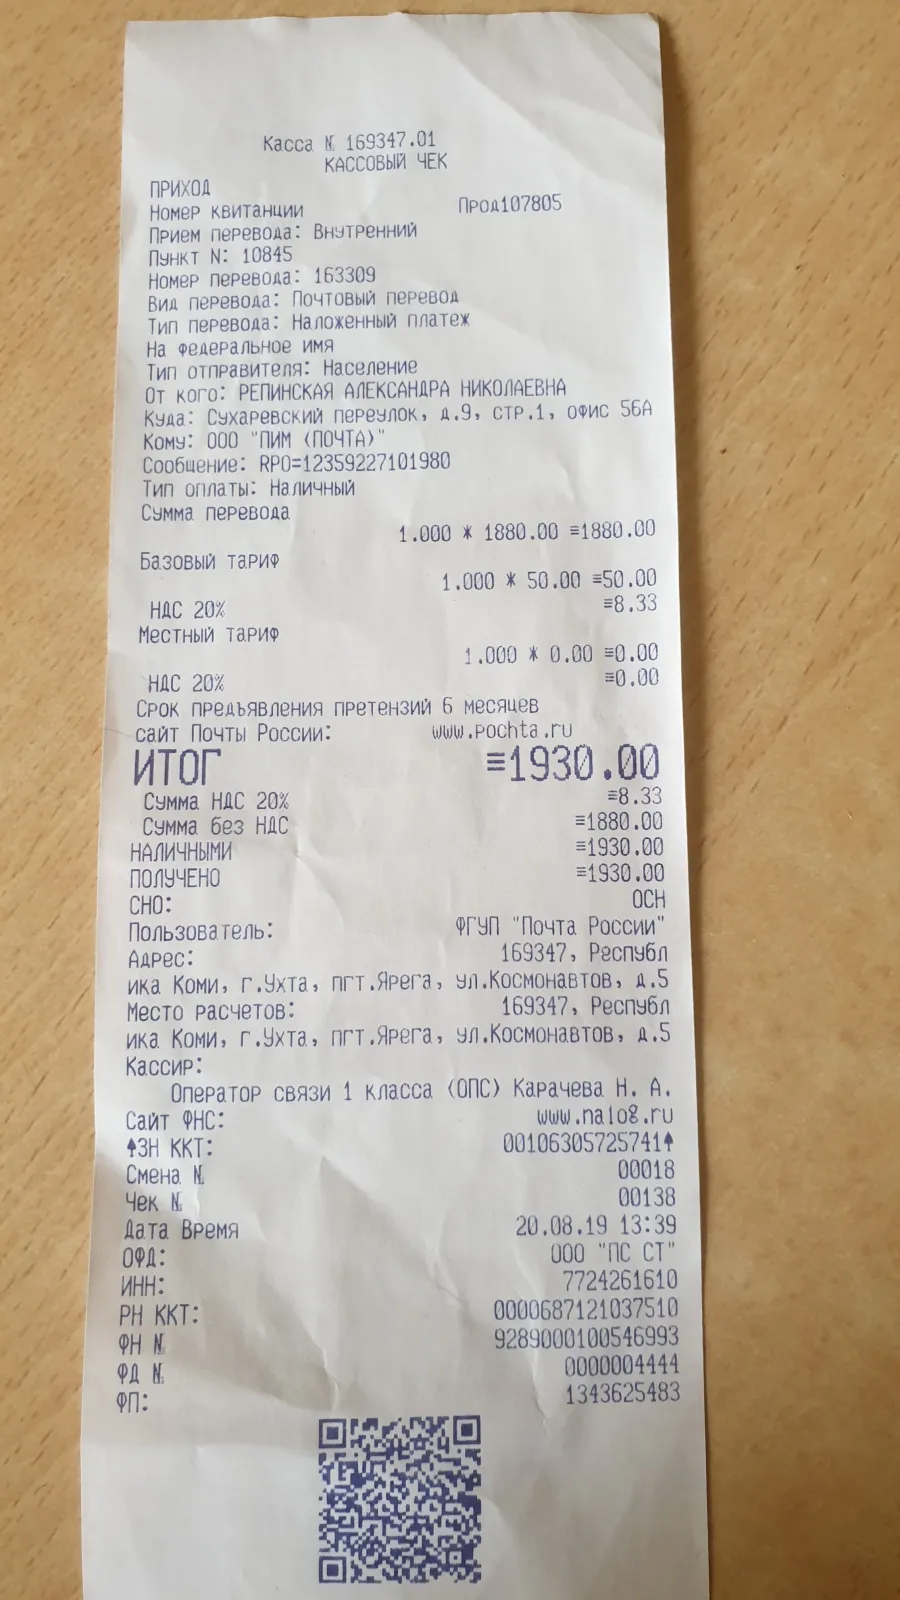 Касса № 169347.01
КАССОВЫЙ ЧЕК
ПРИХОД
Номер квитанции Прод107805
Прием перевода: Внутренний
Пункт N: 10845
Номер перевода: 163309
Вид перевода: Почтовый перевод
Тип перевода: Наложенный платеж
На федеральное имя
Тип отправителя: Население
От кого: РЕПИНСКАЯ АЛЕКСАНДРА НИКОЛАЕВНА
Куда: Сухаревский переулок, д.9, стр.1, офис 56А
Кому: ООО "ПИМ (ПОЧТА)"
Сообщение: RPO=12359227101980
Тип оплаты: Наличный
Сумма перевода
1.000 * 1880.00 ≡1880.00
Базовый тариф
1.000 * 50.00 ≡50.00
НДС 20% ≡8.33
Местный тариф
1.000 * 0.00 ≡0.00
НДС 20% ≡0.00
Срок предъявления претензий 6 месяцев
сайт Почты России: www.pochta.ru
ИТОГ ≡1930.00
Сумма НДС 20% ≡8.33
Сумма без НДС ≡1880.00
НАЛИЧНЫМИ ≡1930.00
ПОЛУЧЕНО ≡1930.00
СНО: ОСН
Пользователь: ФГУП "Почта России"
Адрес: 169347, Республ
ика Коми, г.Ухта, пгт.Ярега, ул.Космонавтов, д.5
Место расчетов: 169347, Республ
ика Коми, г.Ухта, пгт.Ярега, ул.Космонавтов, д.5
Кассир:
Оператор связи 1 класса (ОПС) Карачева Н. А.
Сайт ФНС: www.nalog.ru
↑ЗН ККТ: 00106305725741↑
Смена № 00018
Чек № 00138
Дата Время 20.08.19 13:39
ОФД: ООО "ПС СТ"
ИНН: 7724261610
РН ККТ: 0000687121037510
ФН № 9289000100546993
ФД № 0000004444
ФП: 1343625483